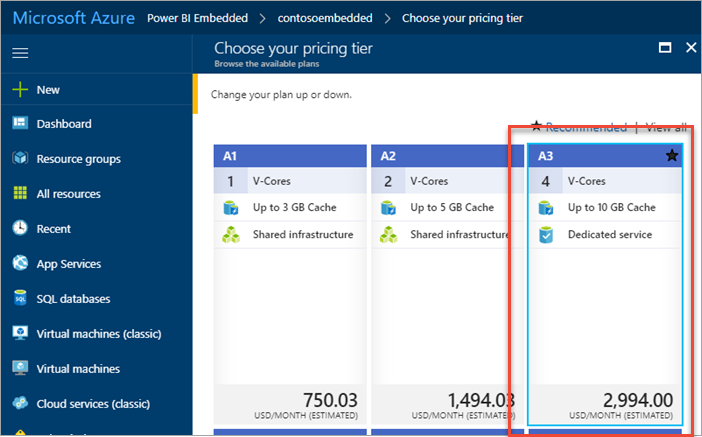 Microsoft Azure Power BI Embedded > contosoembedded > Choose your pricing tier
Choose your pricing tier
Browse the available plans
New
Dashboard
Resource groups
All resources
Recent
App Services
SQL databases
SQL
Virtual machines (classic)
Virtual machines
Cloud services (classic)
Change your plan up or down.
★ Recommended | View all
A1
1 V-Cores
Up to 3 GB Cache
Shared infrastructure
750.03
USD/MONTH (ESTIMATED)
A2
2 V-Cores
Up to 5 GB Cache
Shared infrastructure
1,494.03
USD/MONTH (ESTIMATED)
A3 ★
4 V-Cores
Up to 10 GB Cache
Dedicated service
2,994.00
USD/MONTH (ESTIMATED)